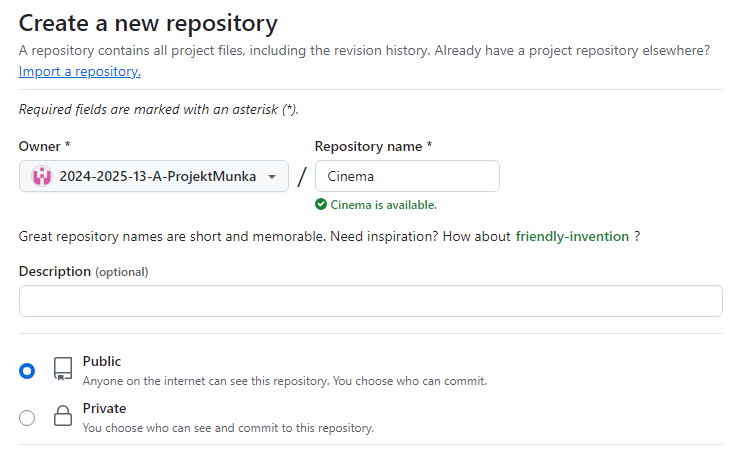 Create a new repository
A repository contains all project files, including the revision history. Already have a project repository elsewhere?
Import a repository.
Required fields are marked with an asterisk (*).
Owner *
Repository name *
2024-2025-13-A-ProjektMunka
/
Cinema
Cinema is available.
Great repository names are short and memorable. Need inspiration? How about friendly-invention ?
Description (optional)
Public
Anyone on the internet can see this repository. You choose who can commit.
Private
You choose who can see and commit to this repository.